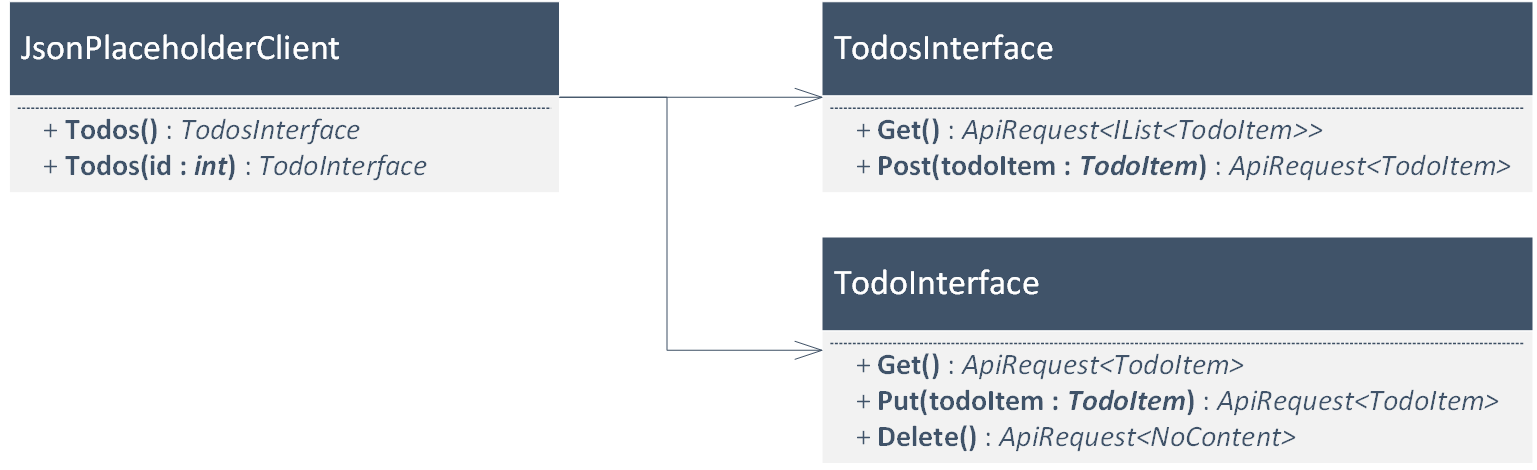 JsonPlaceholderClient
+ Todos() : TodosInterface
+ Todos(id : int) : TodoInterface
TodosInterface
+ Get() : ApiRequest<IList<TodoItem>>
+ Post(todoItem : TodoItem) : ApiRequest<TodoItem>
TodoInterface
+ Get() : ApiRequest<TodoItem>
+ Put(todoItem : TodoItem) : ApiRequest<TodoItem>
+ Delete() : ApiRequest<NoContent>